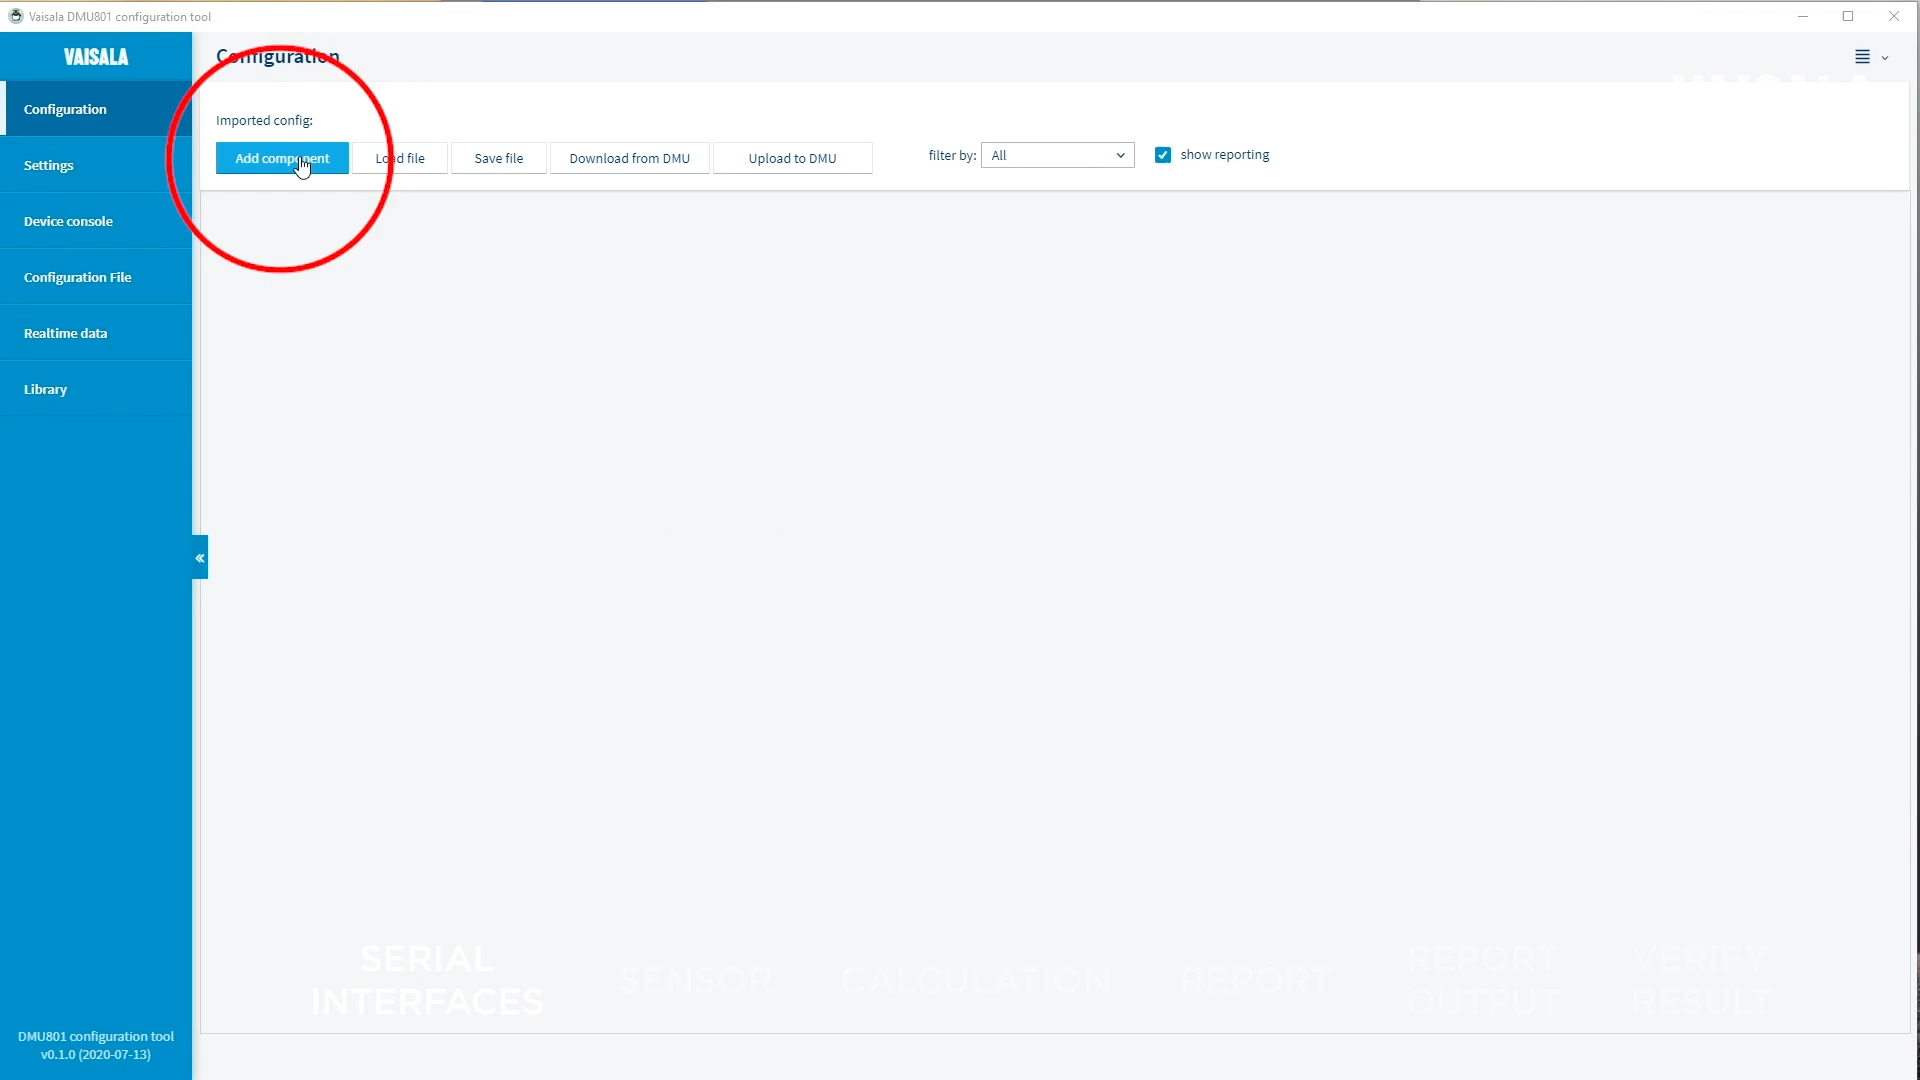 Vaisala DMU801 configuration tool
VAISALA
Configuration
Configuration
Settings
Device console
Configuration File
Realtime data
Library
Imported config:
Add component
Load file
Save file
Download from DMU
Upload to DMU
filter by:
All
show reporting
SERIAL
INTERFACES
SENSOR
CALCULATION
REPORT
REPORT
OUTPUT
VERIFY
RESULT
DMU801 configuration tool
v0.1.0 (2020-07-13)